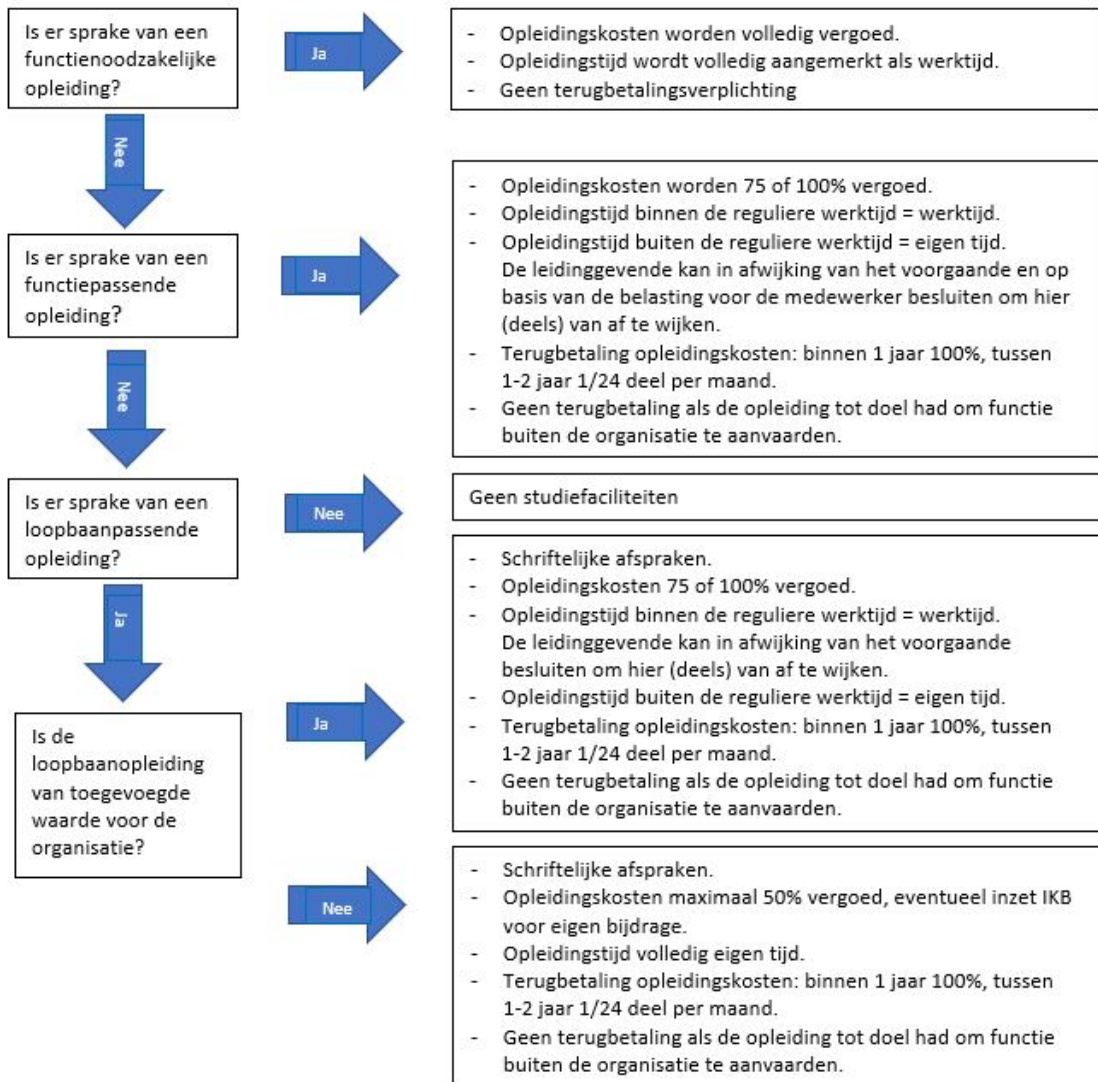 Is er sprake van een
functienoodzakelijke
opleiding?
Ja
- Opleidingskosten worden volledig vergoed.
- Opleidingstijd wordt volledig aangemerkt als werktijd.
- Geen terugbetalingsverplichting
Nee
Is er sprake van een
functiepassende
opleiding?
Ja
- Opleidingskosten worden 75 of 100% vergoed.
- Opleidingstijd binnen de reguliere werktijd = werktijd.
- Opleidingstijd buiten de reguliere werktijd = eigen tijd.
De leidinggevende kan in afwijking van het voorgaande en op
basis van de belasting voor de medewerker besluiten om hier
(deels) van af te wijken.
- Terugbetaling opleidingskosten: binnen 1 jaar 100%, tussen
1-2 jaar 1/24 deel per maand.
- Geen terugbetaling als de opleiding tot doel had om functie
buiten de organisatie te aanvaarden.
Nee
Is er sprake van een
loopbaanpassende
opleiding?
Nee
Geen studiefaciliteiten
Ja
Is de
loopbaanopleiding
van toegevoegde
waarde voor de
organisatie?
Ja
- Schriftelijke afspraken.
- Opleidingskosten 75 of 100% vergoed.
- Opleidingstijd binnen de reguliere werktijd = werktijd.
De leidinggevende kan in afwijking van het voorgaande
besluiten om hier (deels) van af te wijken.
- Opleidingstijd buiten de reguliere werktijd = eigen tijd.
- Terugbetaling opleidingskosten: binnen 1 jaar 100%, tussen
1-2 jaar 1/24 deel per maand.
- Geen terugbetaling als de opleiding tot doel had om functie
buiten de organisatie te aanvaarden.
Nee
- Schriftelijke afspraken.
- Opleidingskosten maximaal 50% vergoed, eventueel inzet IKB
voor eigen bijdrage.
- Opleidingstijd volledig eigen tijd.
- Terugbetaling opleidingskosten: binnen 1 jaar 100%, tussen
1-2 jaar 1/24 deel per maand.
- Geen terugbetaling als de opleiding tot doel had om functie
buiten de organisatie te aanvaarden.